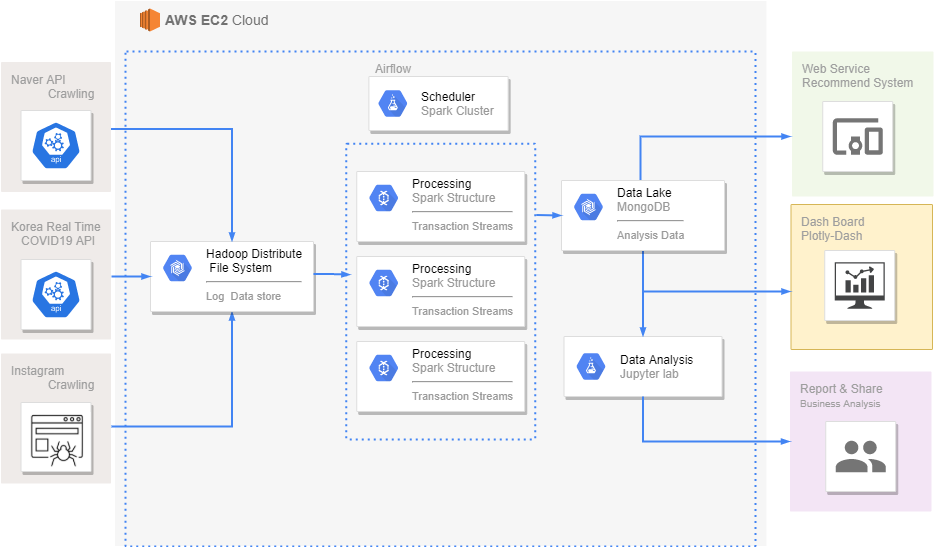 AWS EC2 Cloud
Naver API
Crawling
api
Korea Real Time
COVID19 API
api
Instagram
Crawling
Hadoop Distribute
File System
Log Data store
Airflow
Scheduler
Spark Cluster
Processing
Spark Structure
Transaction Streams
Processing
Spark Structure
Transaction Streams
Processing
Spark Structure
Transaction Streams
Data Lake
MongoDB
Analysis Data
Data Analysis
Jupyter lab
Web Service
Recommend System
Dash Board
Plotly-Dash
Report & Share
Business Analysis